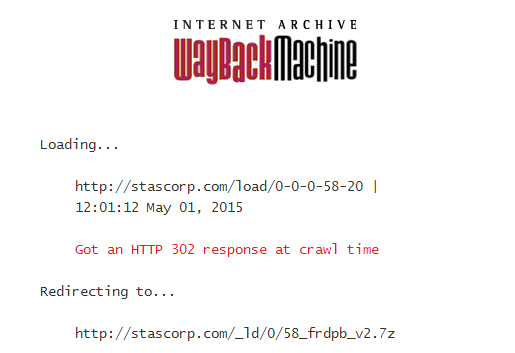 INTERNET ARCHIVE
WayBackMachine
Loading...
http://stascorp.com/load/0-0-0-58-20 |
12:01:12 May 01, 2015
Got an HTTP 302 response at crawl time
Redirecting to...
http://stascorp.com/_ld/0/58_frdpb_v2.7z